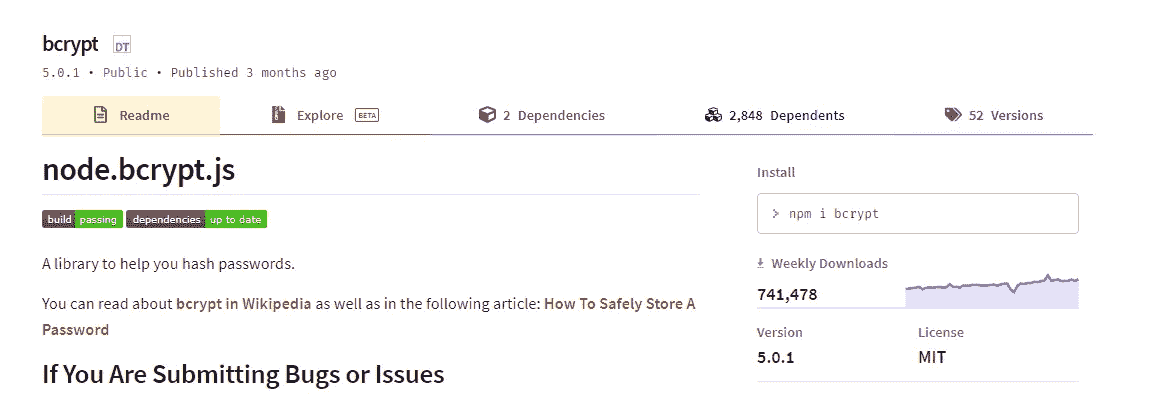 bcrypt DT
5.0.1 • Public • Published 3 months ago
Readme Explore BETA 2 Dependencies 2,848 Dependents 52 Versions
node.bcrypt.js
build passing dependencies up to date
A library to help you hash passwords.
You can read about bcrypt in Wikipedia as well as in the following article: How To Safely Store A
Password
If You Are Submitting Bugs or Issues
Install
> npm i bcrypt
Weekly Downloads
741,478
Version License
5.0.1 MIT